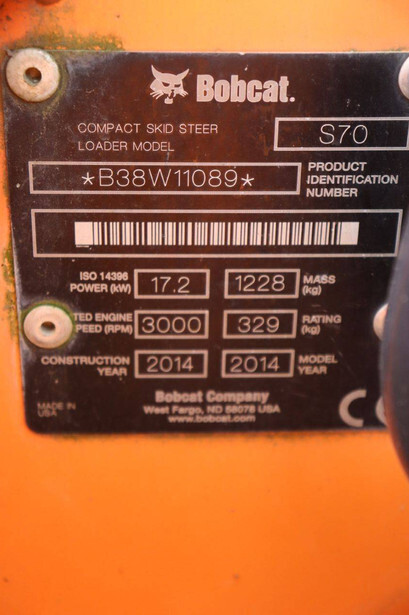 Bobcat.
COMPACT SKID STEER
LOADER MODEL
S70
*B38W11089*
PRODUCT
IDENTIFICATION
NUMBER
ISO 14396
POWER (kW)
17.2
1228
MASS
(kg)
TED ENGINE
PEED (RPM)
3000
329
RATING
(kg)
CONSTRUCTION
YEAR
2014
2014
MODEL
YEAR
MADE IN
USA
Bobcat Company
West Fargo, ND 58078 USA
www.bobcat.com
C